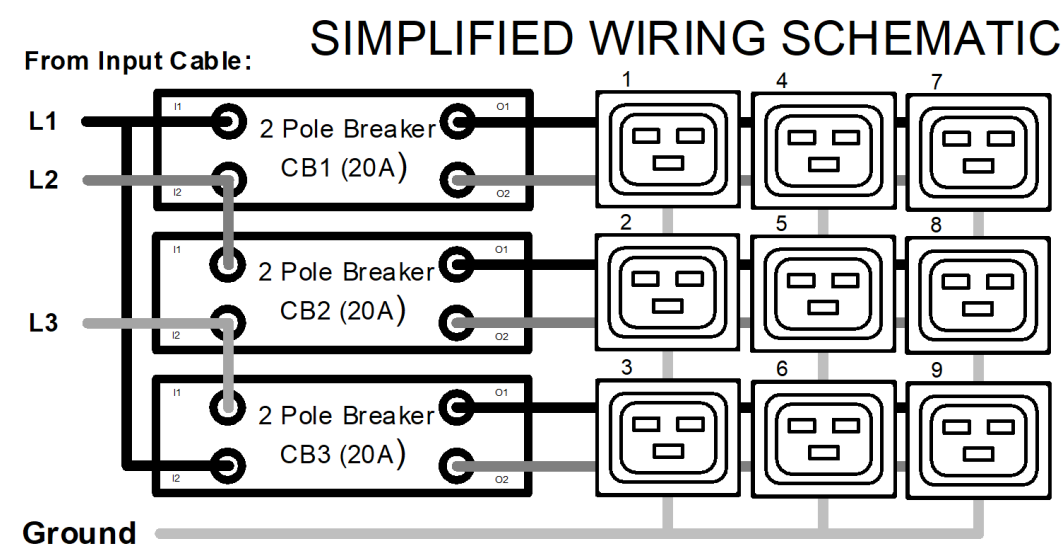 SIMPLIFIED WIRING SCHEMATIC
From Input Cable:
1 4 7
I1 O1
L1
2 Pole Breaker
CB1 (20A)
L2
I2 O2
2 5 8
I1 O1
2 Pole Breaker
CB2 (20A)
L3
I2 O2
3 6 9
I1 O1
2 Pole Breaker
CB3 (20A)
I2 O2
Ground